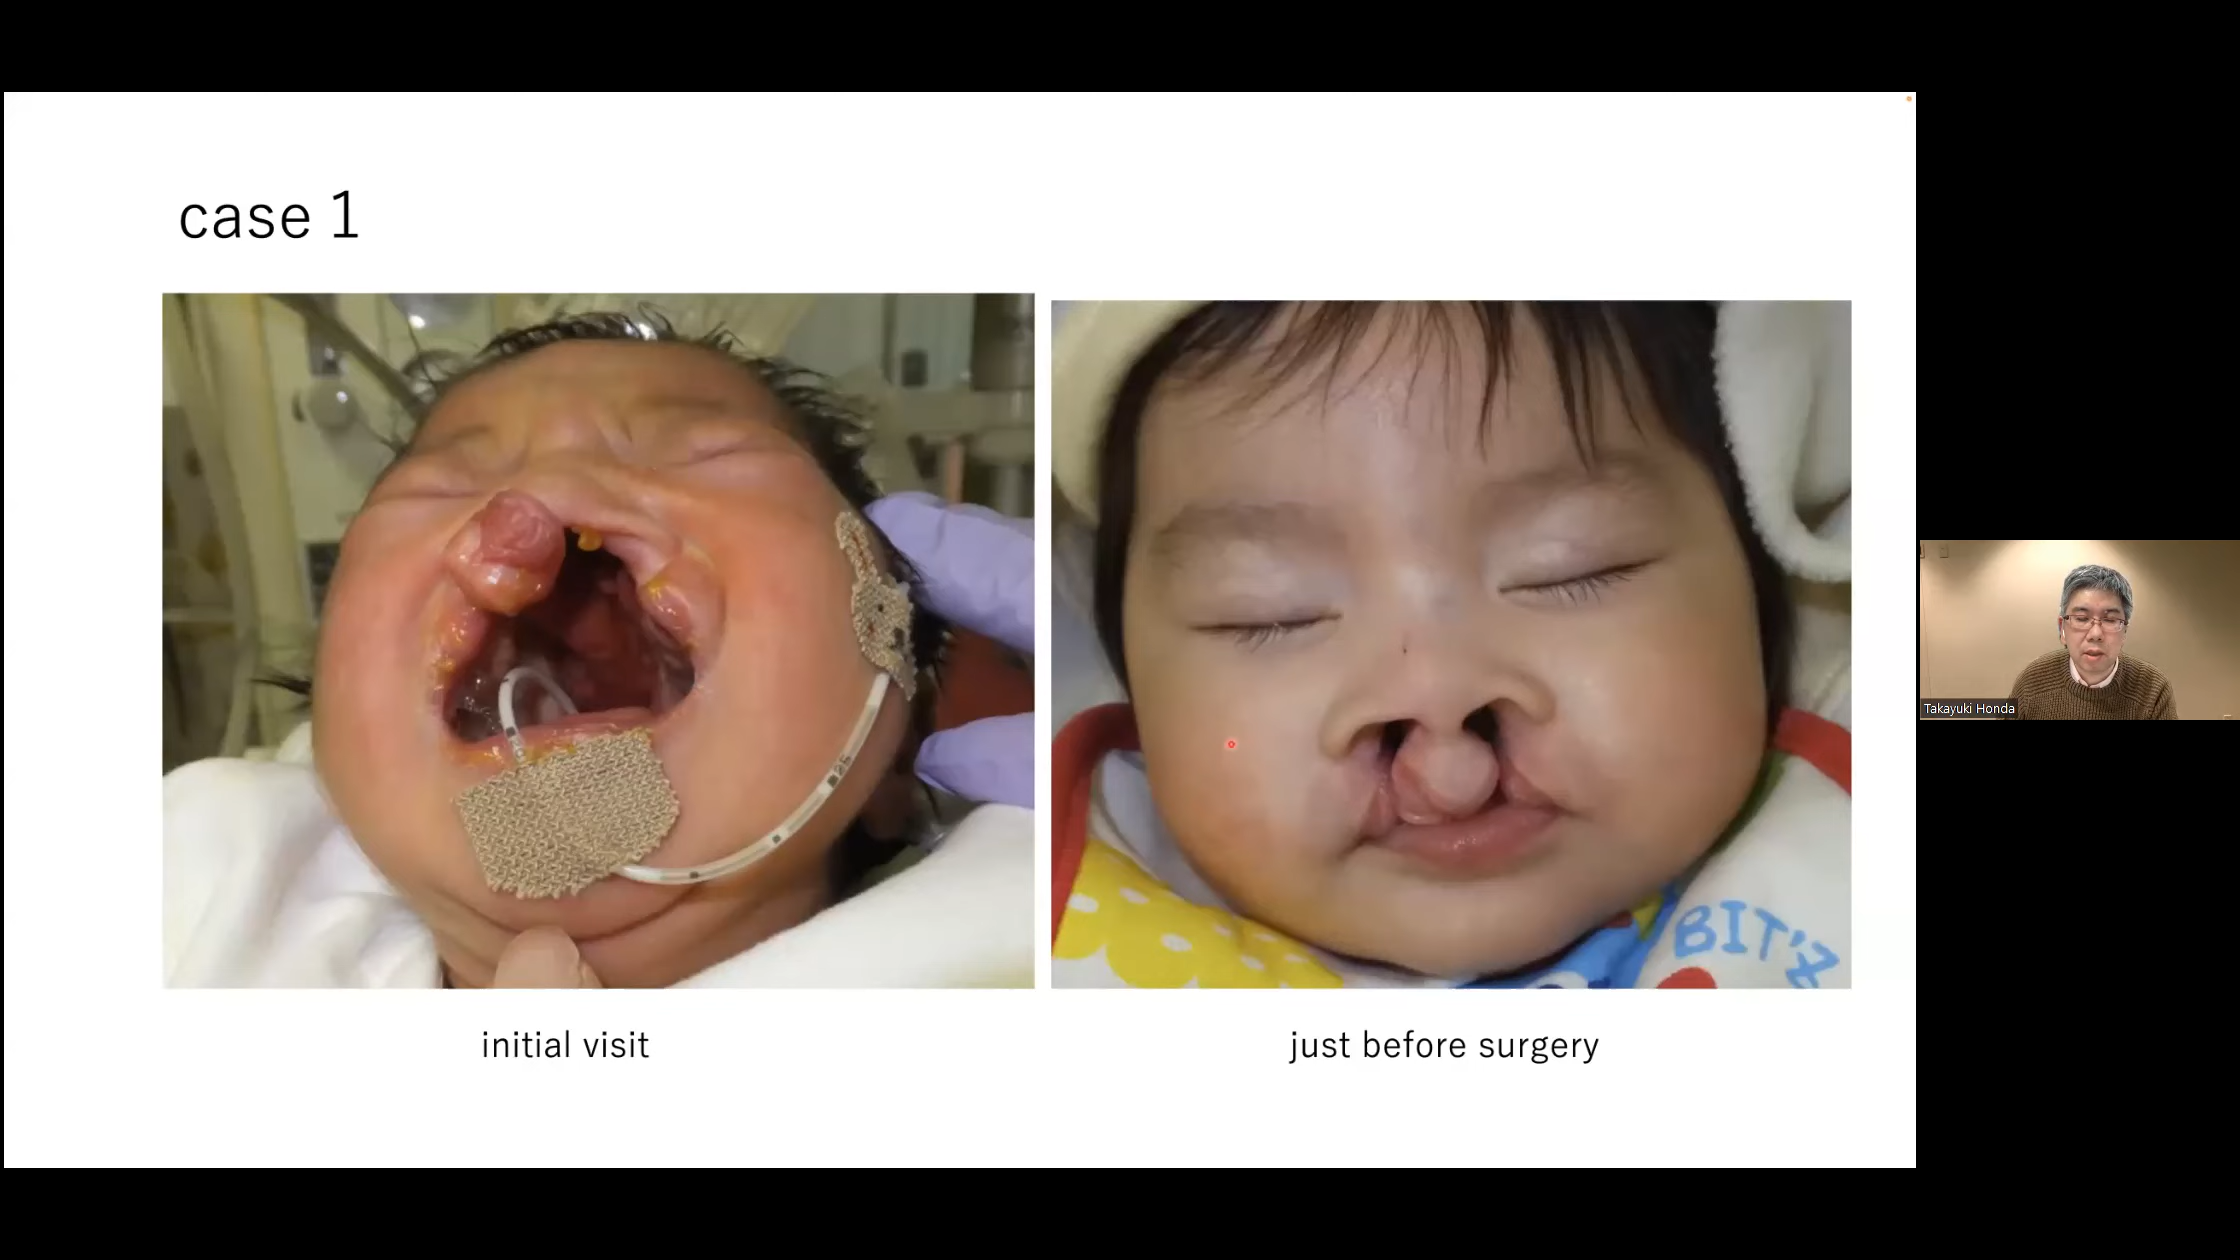 case 1
initial visit
just before surgery
BIT'Z
Takayuki Honda